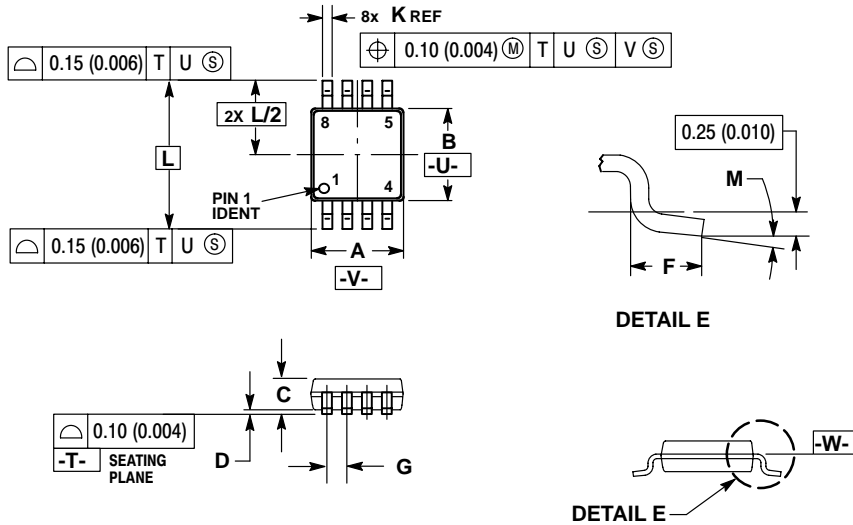 8x K REF
⌓ 0.15 (0.006) T U Ⓢ
⌖ 0.10 (0.004) Ⓜ T U Ⓢ V Ⓢ
2X L/2
8 5
B
-U-
L
PIN 1
IDENT
1 4
⌓ 0.15 (0.006) T U Ⓢ
A
-V-
0.25 (0.010)
M
F
DETAIL E
C
⌓ 0.10 (0.004)
-T- SEATING
PLANE
D
G
-W-
DETAIL E